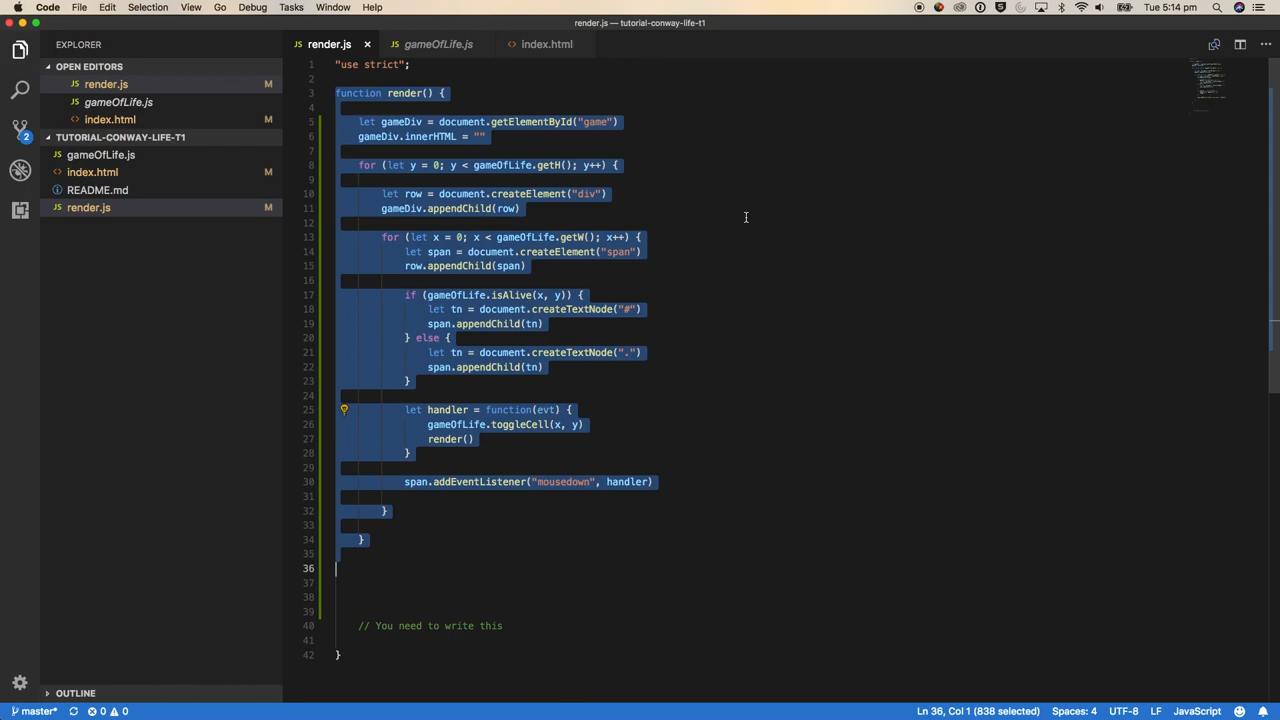 Code File Edit Selection View Go Debug Tasks Window Help
Tue 5:14 pm
render.js — tutorial-conway-life-t1
EXPLORER
OPEN EDITORS
JS render.js M
JS gameOfLife.js
<> index.html M
TUTORIAL-CONWAY-LIFE-T1
JS gameOfLife.js
<> index.html M
README.md
JS render.js M
OUTLINE
2
JS render.js × JS gameOfLife.js <> index.html
1 "use strict";
2
3 function render() {
4
5 let gameDiv = document.getElementById("game")
6 gameDiv.innerHTML = ""
7
8 for (let y = 0; y < gameOfLife.getH(); y++) {
9
10 let row = document.createElement("div")
11 gameDiv.appendChild(row)
12
13 for (let x = 0; x < gameOfLife.getW(); x++) {
14 let span = document.createElement("span")
15 row.appendChild(span)
16
17 if (gameOfLife.isAlive(x, y)) {
18 let tn = document.createTextNode("#")
19 span.appendChild(tn)
20 } else {
21 let tn = document.createTextNode(".")
22 span.appendChild(tn)
23 }
24
25 let handler = function(evt) {
26 gameOfLife.toggleCell(x, y)
27 render()
28 }
29
30 span.addEventListener("mousedown", handler)
31
32 }
33
34 }
35
36
37
38
39
40 // You need to write this
41
42 }
master* 0 0
Ln 36, Col 1 (838 selected) Spaces: 4 UTF-8 LF JavaScript